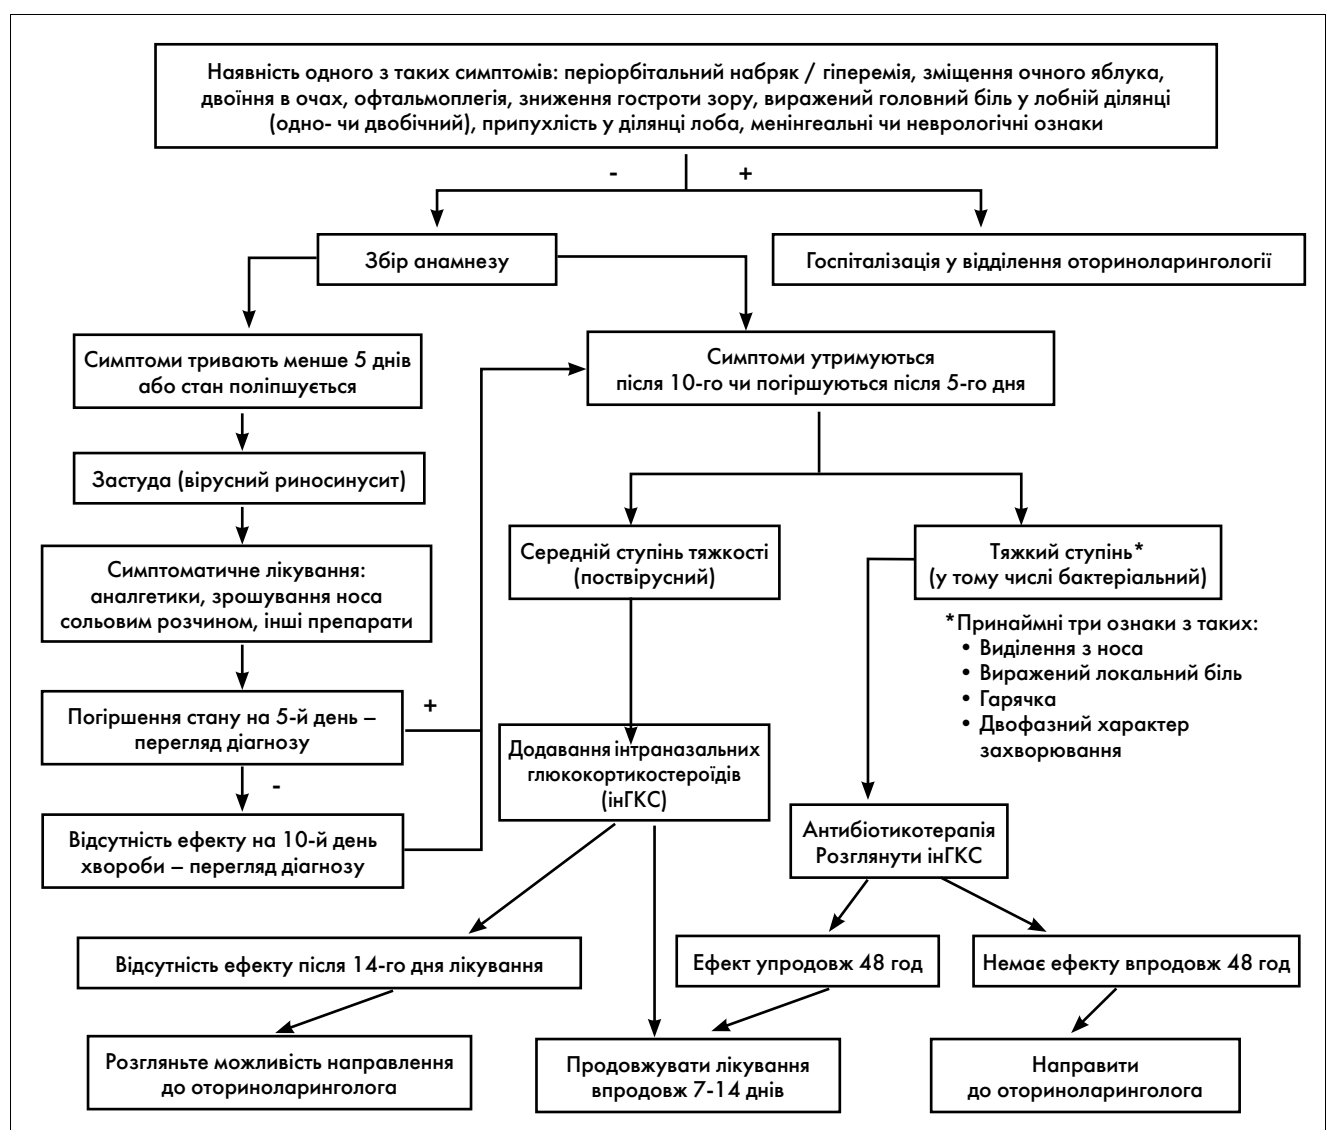 Наявність одного з таких симптомів: періорбітальний набряк / гіперемія, зміщення очного яблука,
двоїння в очах, офтальмоплегія, зниження гостроти зору, виражений головний біль у лобній ділянці
(одно- чи двобічний), припухлість у ділянці лоба, менінгеальні чи неврологічні ознаки
-
+
Збір анамнезу
Госпіталізація у відділення оториноларингології
Симптоми тривають менше 5 днів
або стан поліпшується
Симптоми утримуються
після 10-го чи погіршуються після 5-го дня
Застуда (вірусний риносинусит)
Симптоматичне лікування:
аналгетики, зрошування носа
сольовим розчином, інші препарати
Середній ступінь тяжкості
(поствірусний)
Тяжкий ступінь*
(у тому числі бактеріальний)
*Принаймні три ознаки з таких:
• Виділення з носа
• Виражений локальний біль
• Гарячка
• Двофазний характер
захворювання
Погіршення стану на 5-й день –
перегляд діагнозу
+
-
Відсутність ефекту на 10-й день
хвороби – перегляд діагнозу
Додавання інтраназальних
глюкокортикостероїдів
(інГКС)
Антибіотикотерапія
Розглянути інГКС
Відсутність ефекту після 14-го дня лікування
Ефект упродовж 48 год
Немає ефекту впродовж 48 год
Розгляньте можливість направлення
до оториноларинголога
Продовжувати лікування
впродовж 7-14 днів
Направити
до оториноларинголога